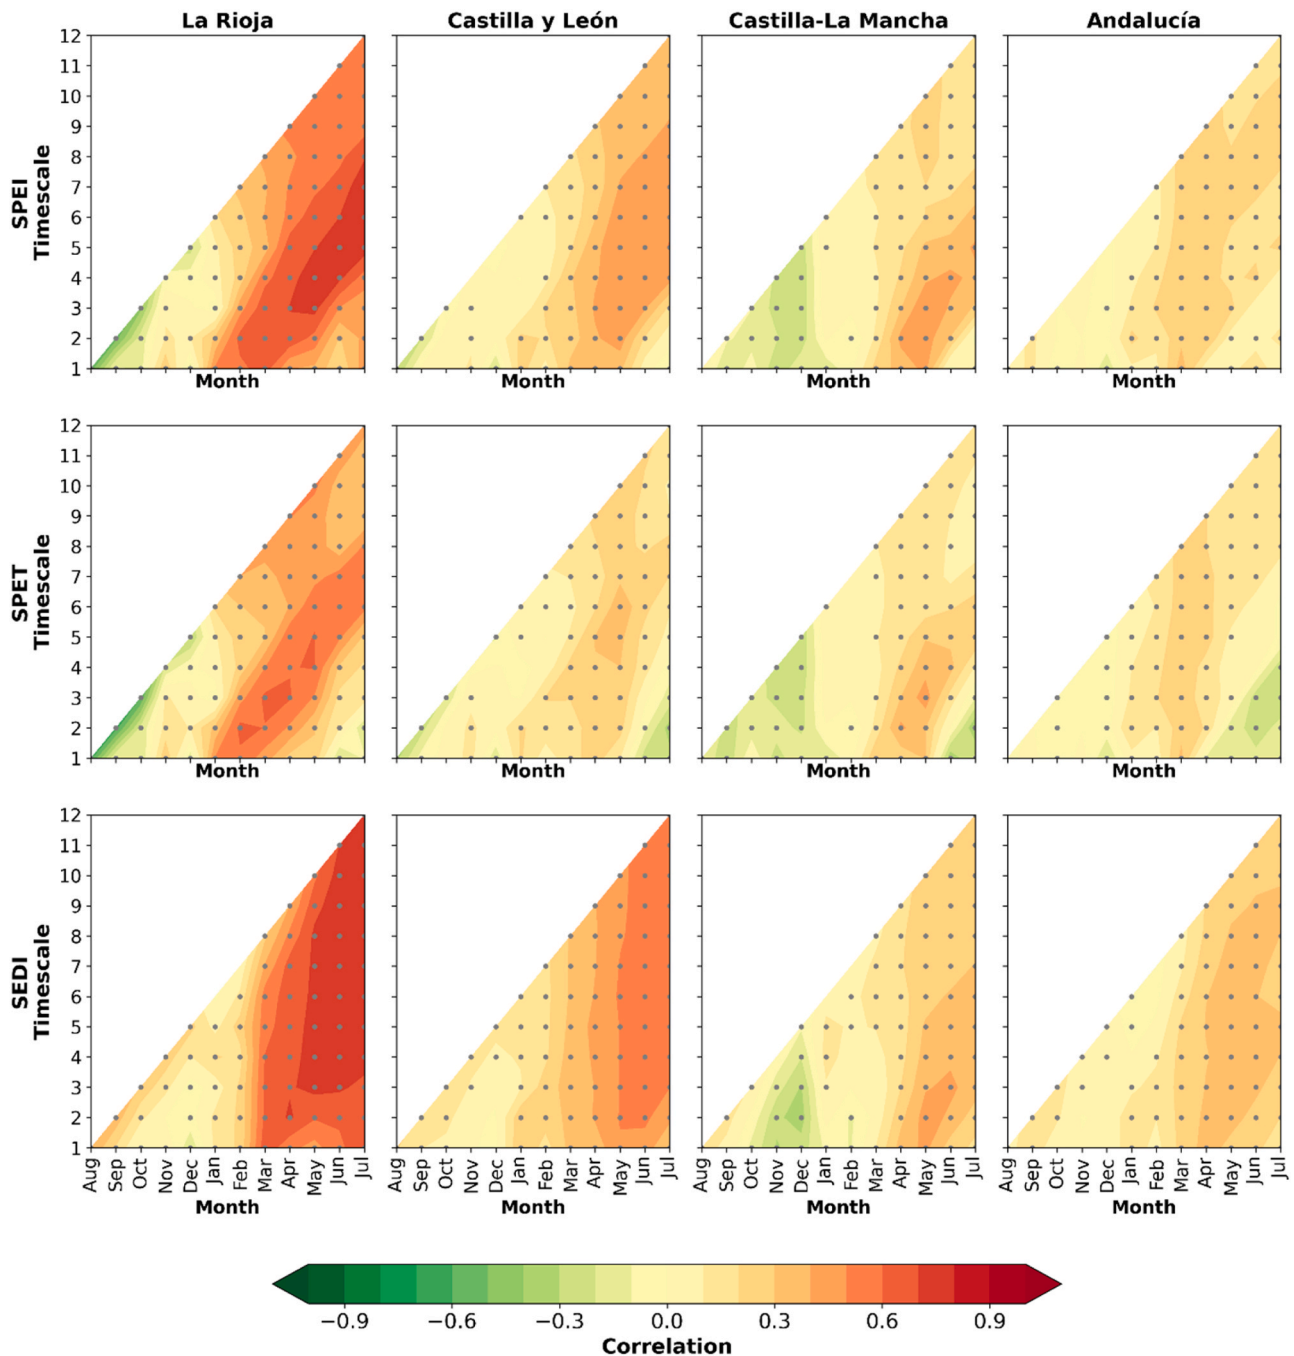 La Rioja Castilla y León Castilla-La Mancha Andalucía
SPEI
Timescale
12
11
10
9
8
7
6
5
4
3
2
1
Month Month Month Month
SPET
Timescale
12
11
10
9
8
7
6
5
4
3
2
1
Month Month Month Month
SEDI
Timescale
12
11
10
9
8
7
6
5
4
3
2
1
Aug Sep Oct Nov Dec Jan Feb Mar Apr May Jun Jul Aug Sep Oct Nov Dec Jan Feb Mar Apr May Jun Jul Aug Sep Oct Nov Dec Jan Feb Mar Apr May Jun Jul Aug Sep Oct Nov Dec Jan Feb Mar Apr May Jun Jul
Month Month Month Month
−0.9 −0.6 −0.3 0.0 0.3 0.6 0.9
Correlation